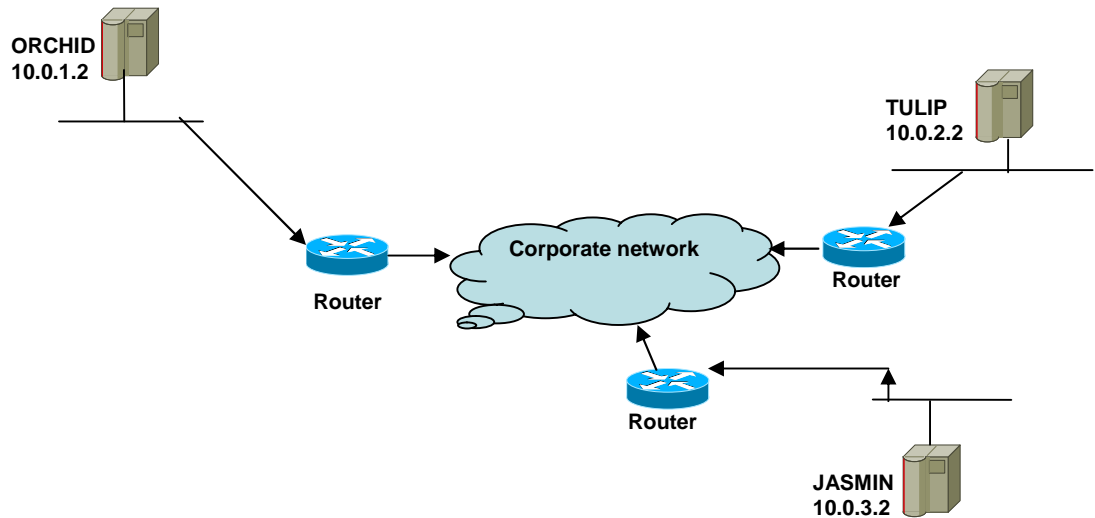 ORCHID
10.0.1.2
TULIP
10.0.2.2
Corporate network
Router
Router
Router
JASMIN
10.0.3.2